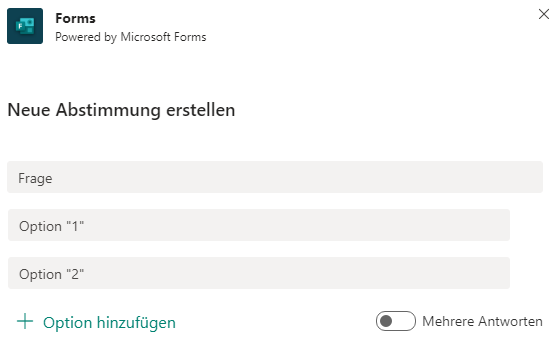 Forms
Powered by Microsoft Forms
Neue Abstimmung erstellen
Frage
Option "1"
Option "2"
Option hinzufügen Mehrere Antworten